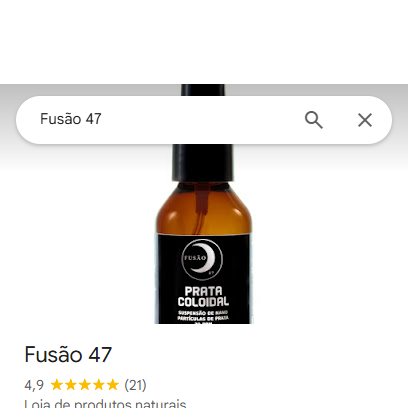 Fusão 47
FUSÃO
47
PRATA
COLOIDAL
SUSPENSÃO DE NANO
PARTÍCULAS DE PRATA
Fusão 47
4,9 (21)
Loja de produtos naturais